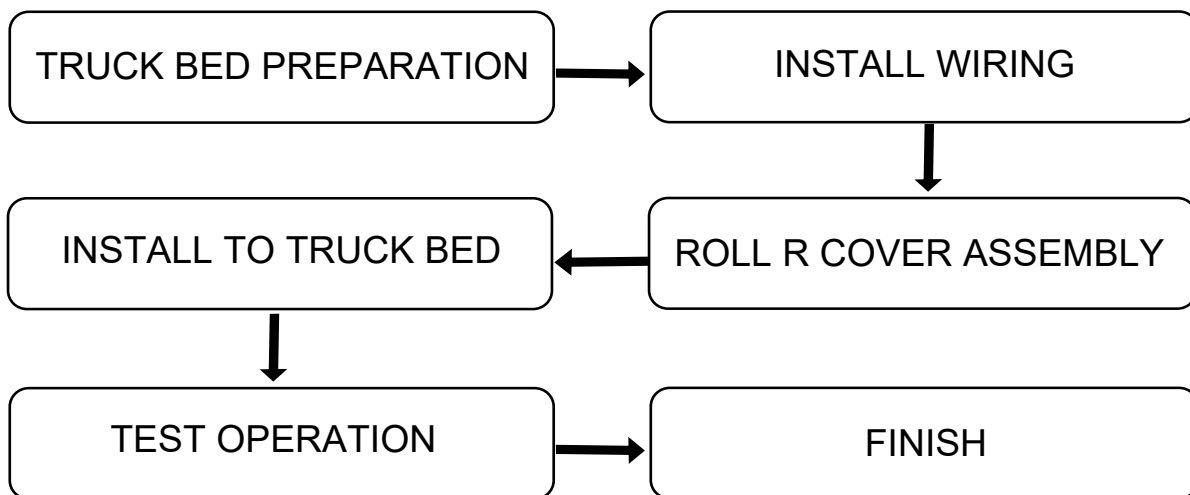 TRUCK BED PREPARATION
INSTALL WIRING
ROLL R COVER ASSEMBLY
INSTALL TO TRUCK BED
TEST OPERATION
FINISH